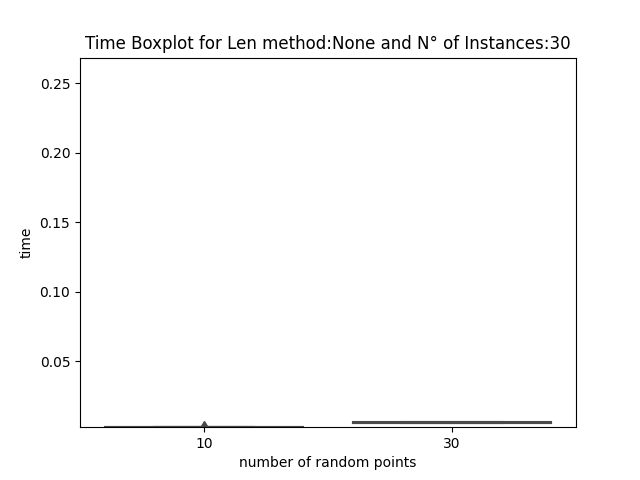 Time Boxplot for Len method:None and N° of Instances:30
0.25
0.20
0.15
0.10
0.05
time
10 30
number of random points